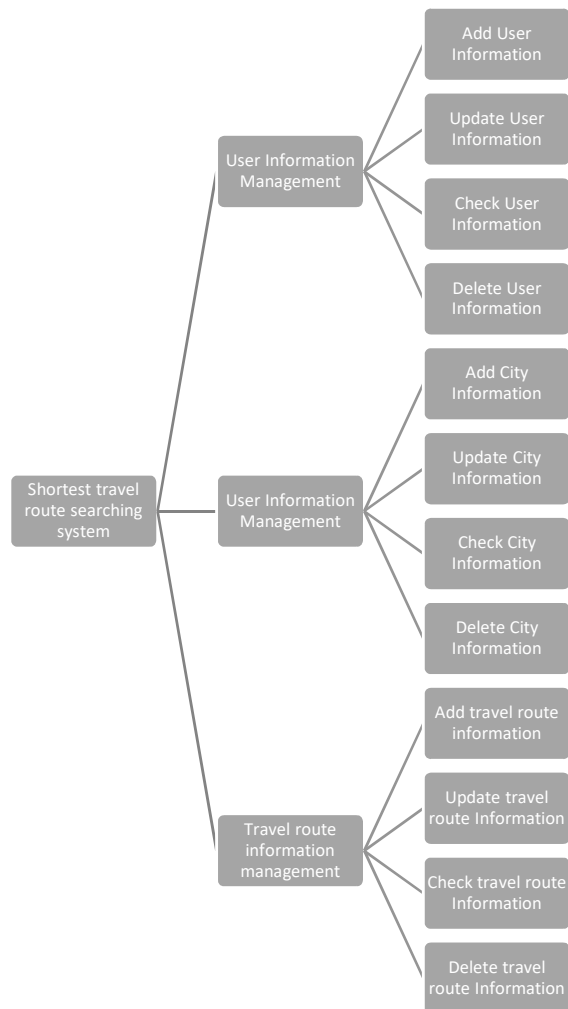 Add User
Information
Update User
Information
User Information
Management
Check User
Information
Delete User
Information
Add City
Information
Update City
Information
Shortest travel
route searching
system
User Information
Management
Check City
Information
Delete City
Information
Add travel route
information
Update travel
route Information
Travel route
information
management
Check travel route
Information
Delete travel
route Information